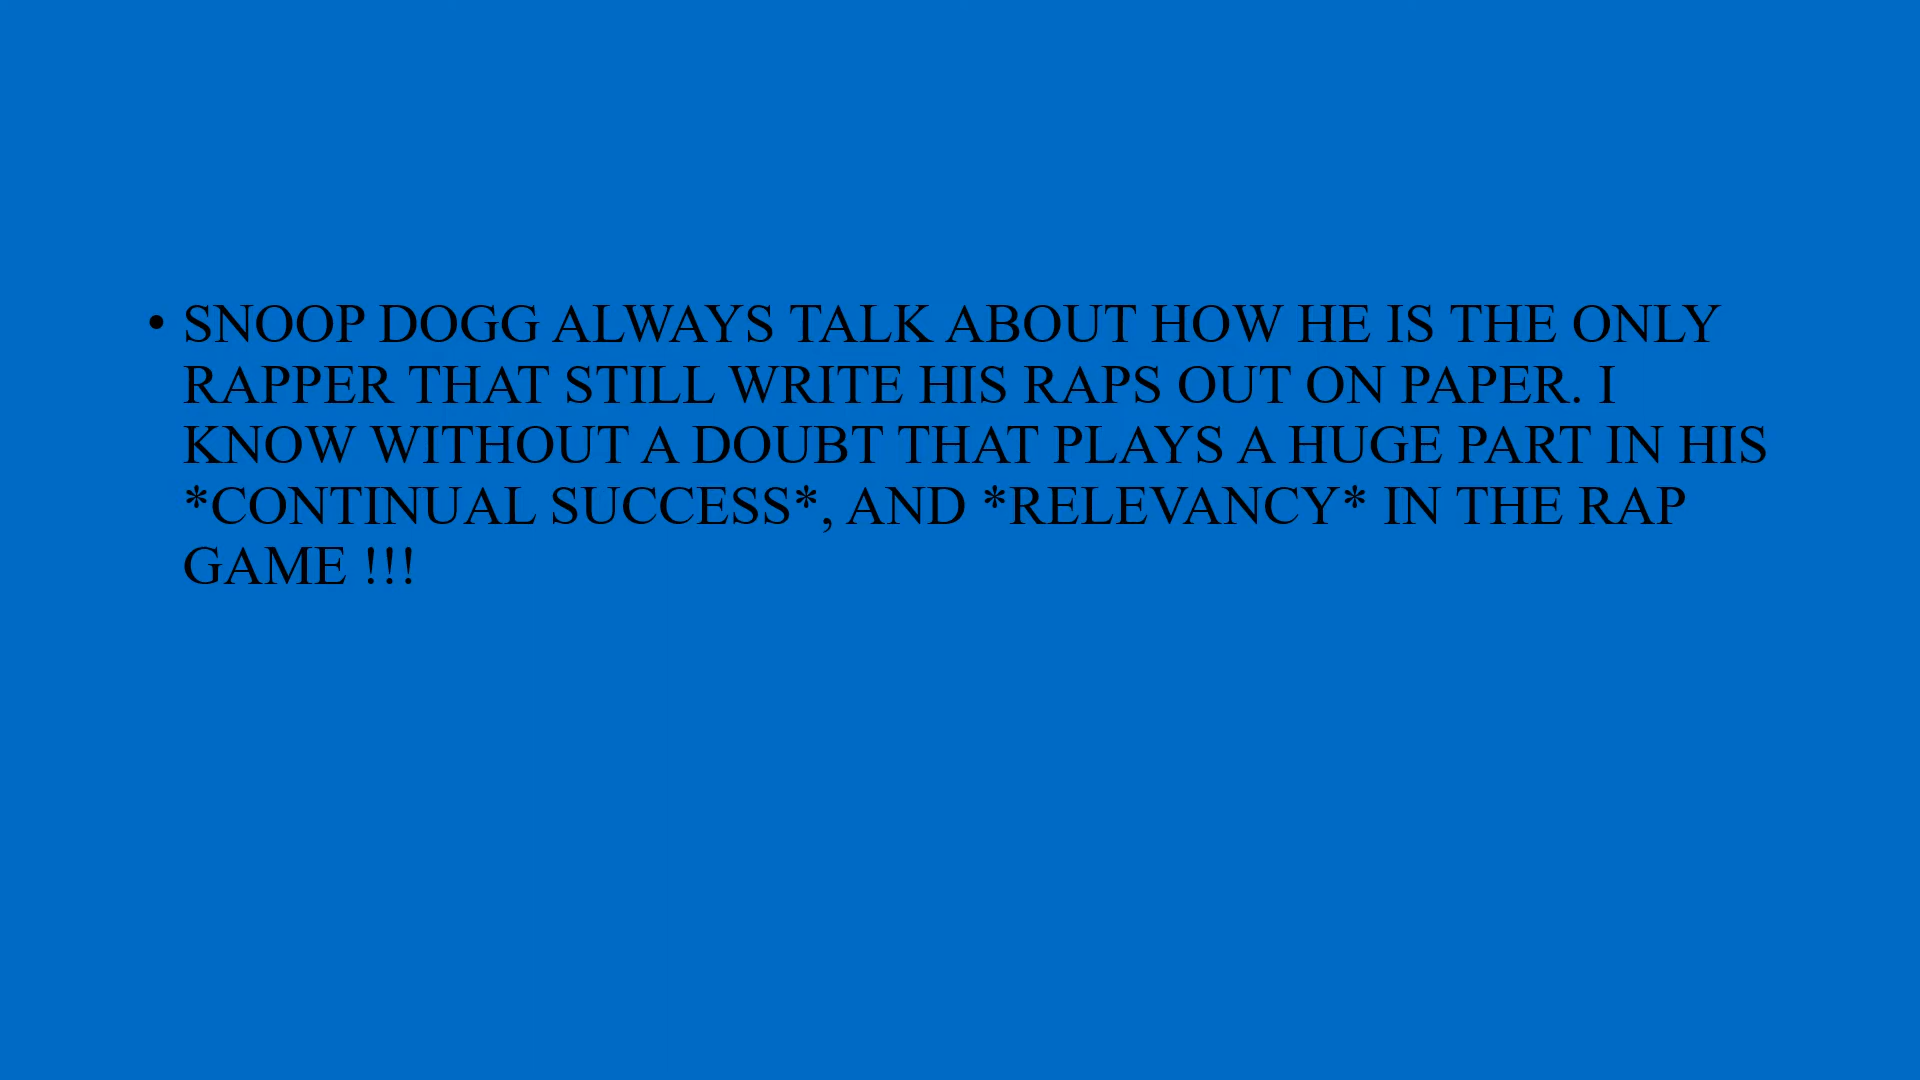 • SNOOP DOGG ALWAYS TALK ABOUT HOW HE IS THE ONLY
RAPPER THAT STILL WRITE HIS RAPS OUT ON PAPER. I
KNOW WITHOUT A DOUBT THAT PLAYS A HUGE PART IN HIS
*CONTINUAL SUCCESS*, AND *RELEVANCY* IN THE RAP
GAME !!!